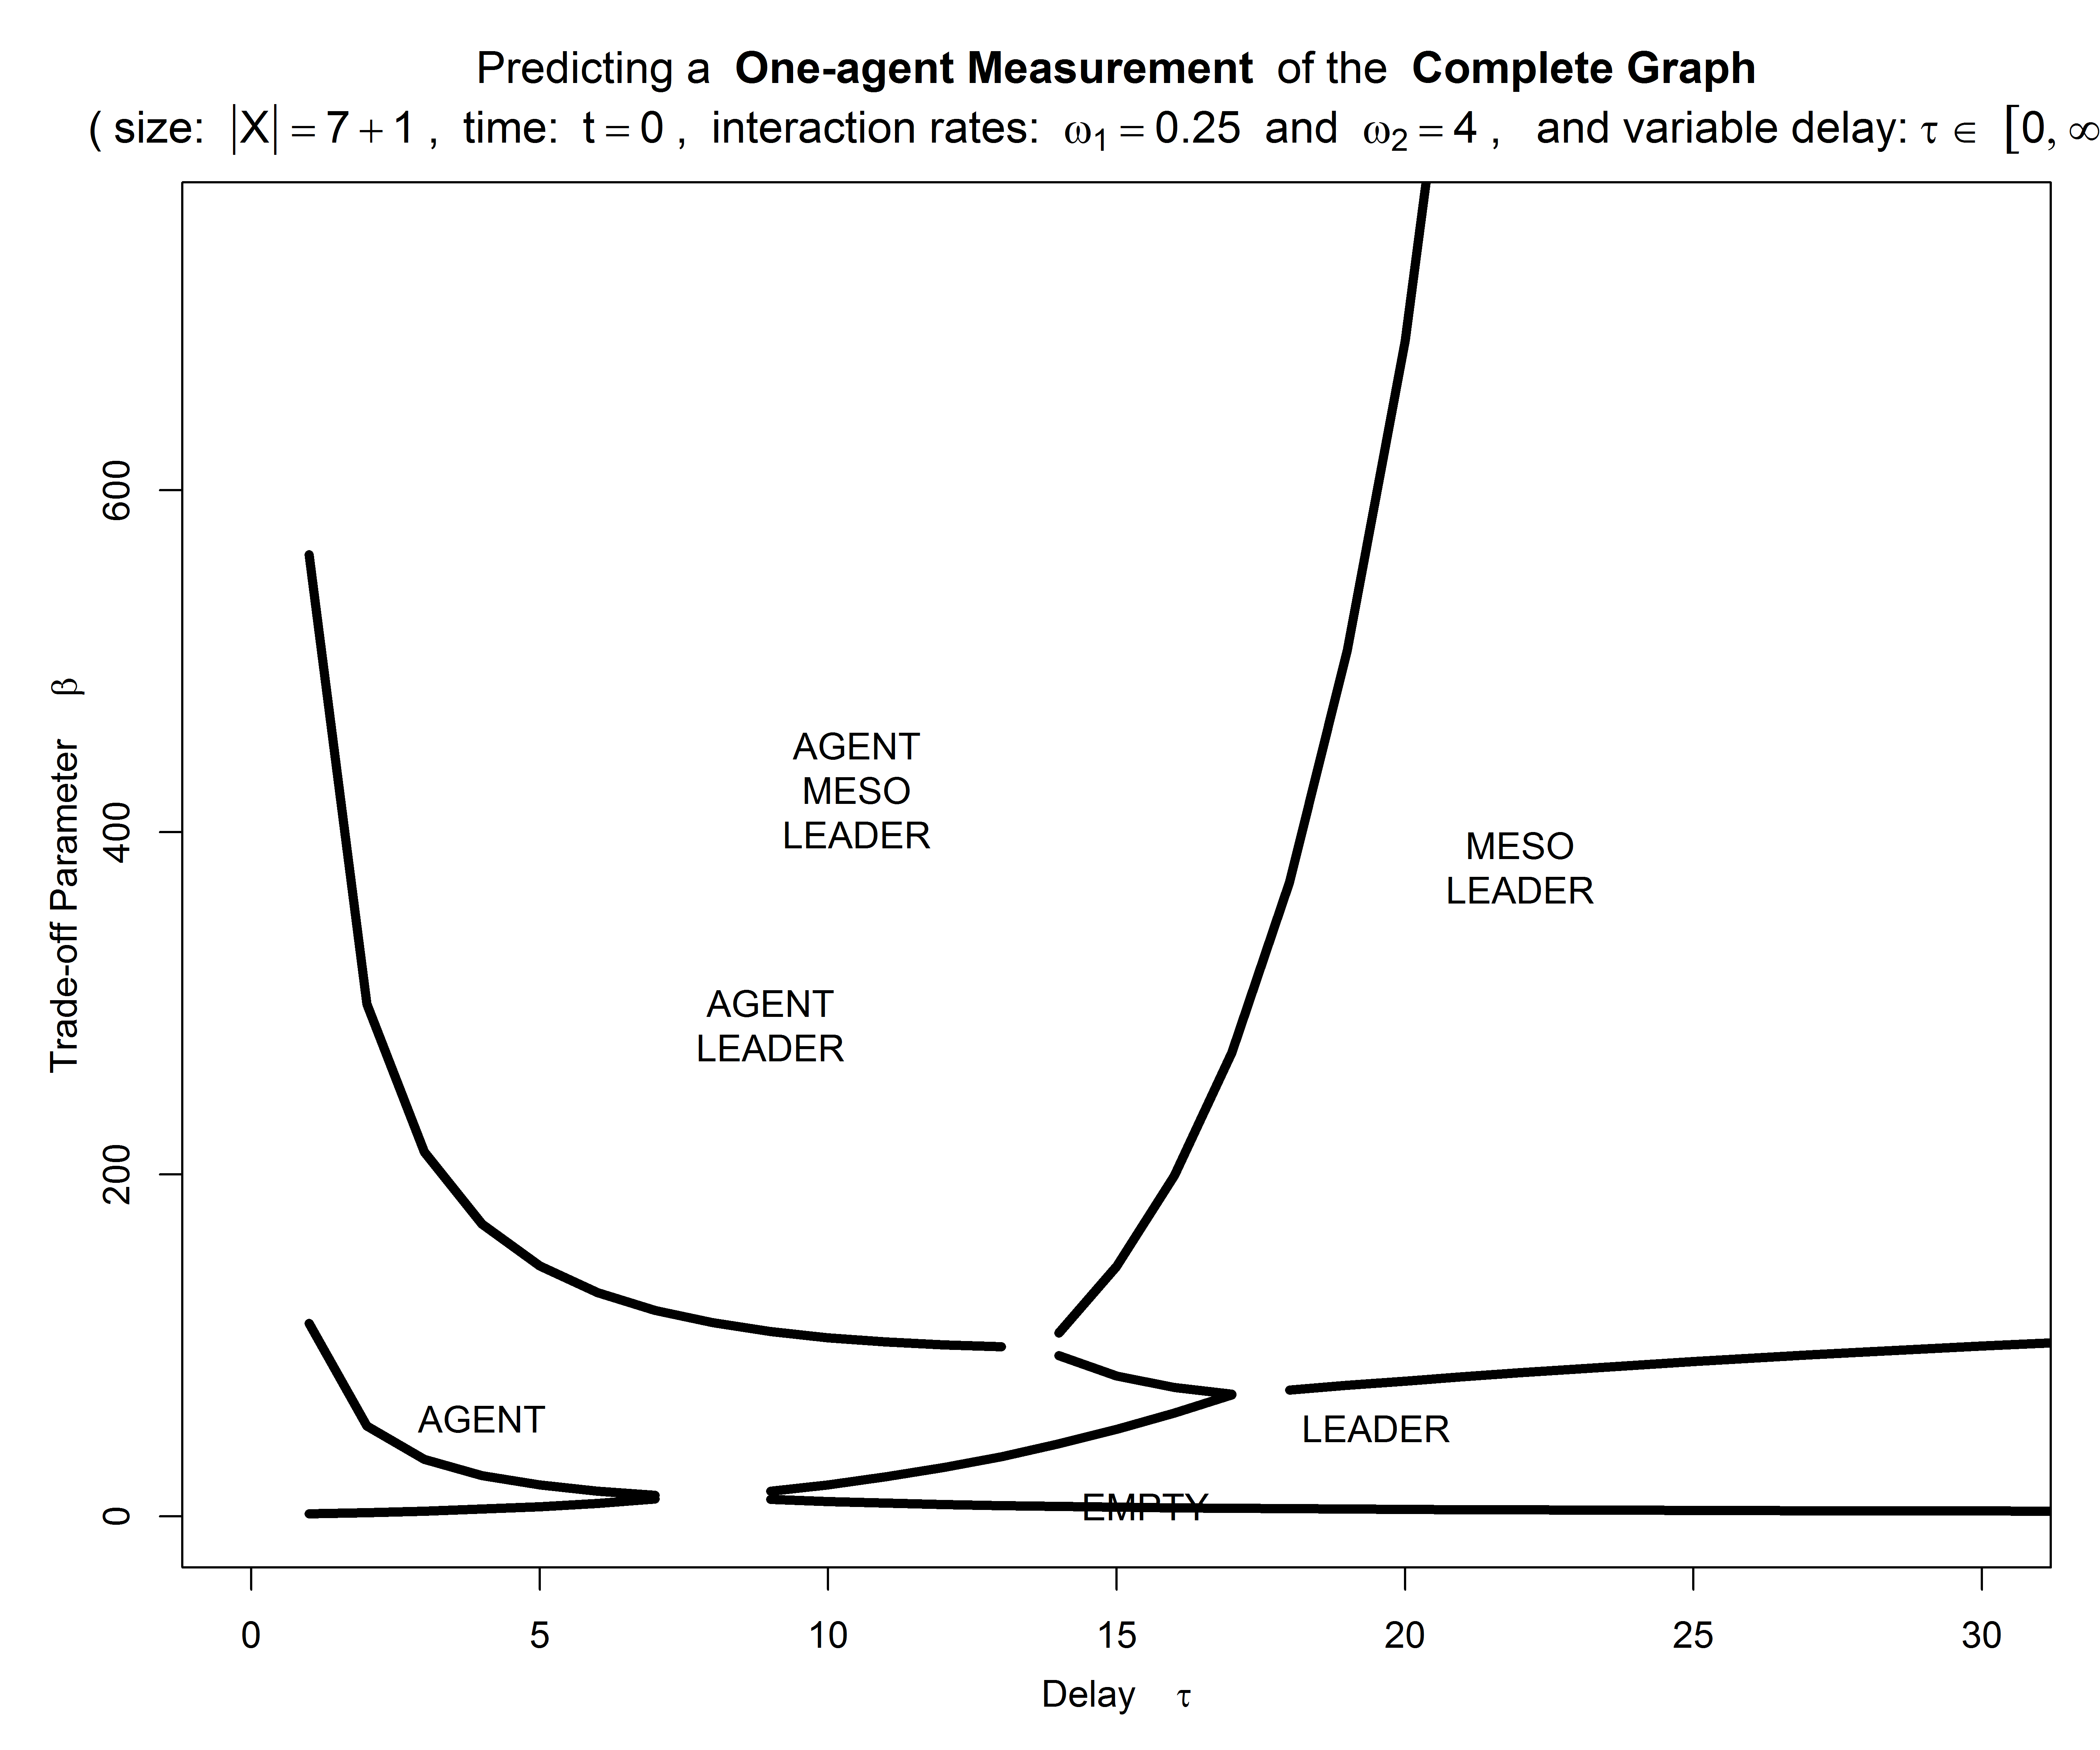 Predicting a One-agent Measurement of the Complete Graph
( size: |X| = 7 + 1 , time: t = 0 , interaction rates: ω1 = 0.25 and ω2 = 4 , and variable delay: τ ∈ [0, ∞
Trade-off Parameter β
600
400
200
0
AGENT
MESO
LEADER
MESO
LEADER
AGENT
LEADER
AGENT
LEADER
EMPTY
0 5 10 15 20 25 30
Delay τ